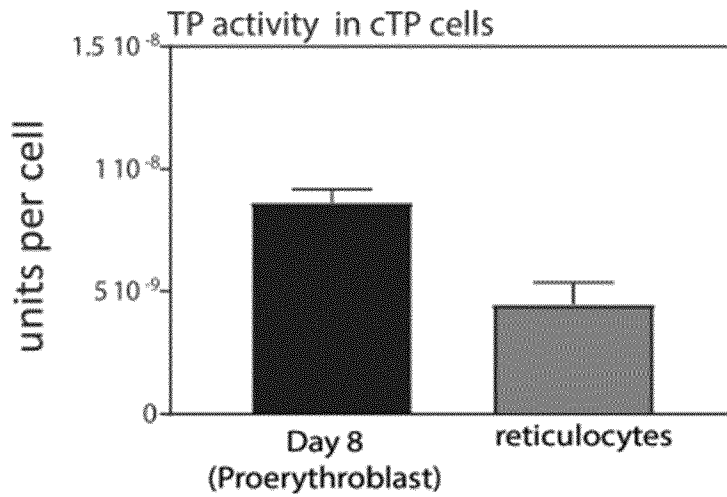 TP activity in cTP cells
1.5 10⁻⁸
1 10⁻⁸
5 10⁻⁹
0
units per cell
Day 8
(Proerythroblast)
reticulocytes